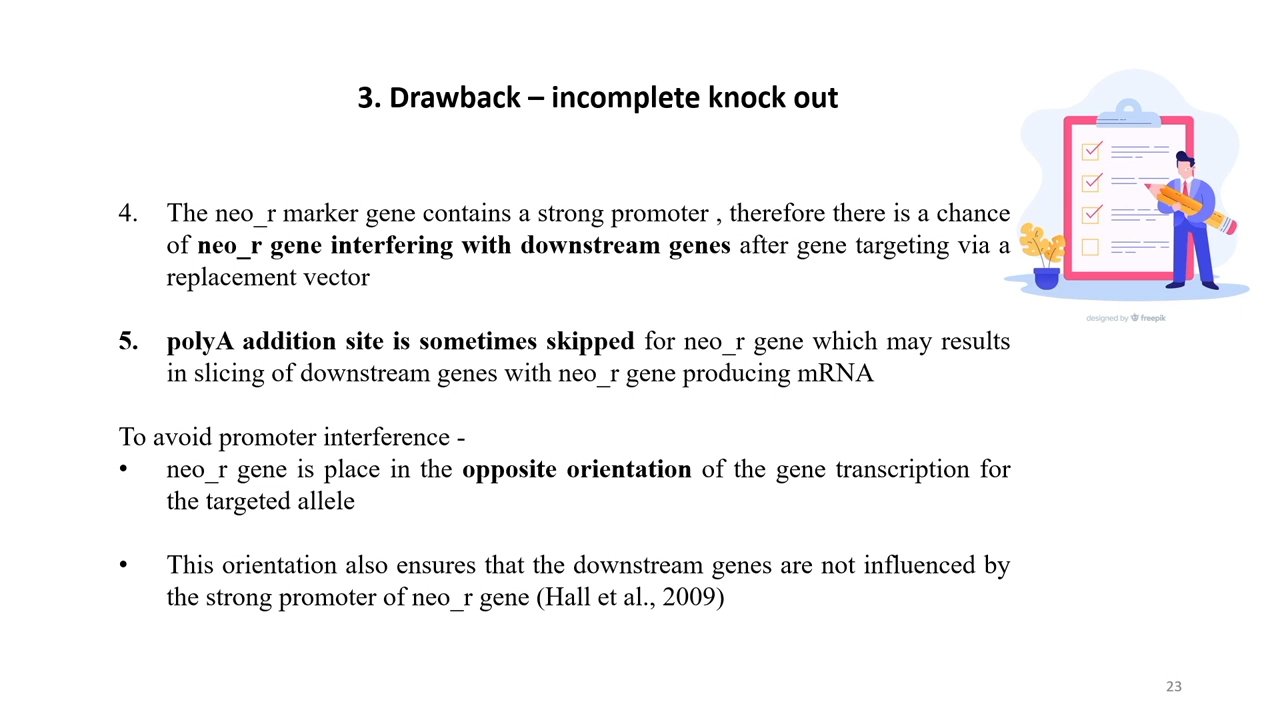 3. Drawback – incomplete knock out
4. The neo_r marker gene contains a strong promoter , therefore there is a chance
of neo_r gene interfering with downstream genes after gene targeting via a
replacement vector
5. polyA addition site is sometimes skipped for neo_r gene which may results
in slicing of downstream genes with neo_r gene producing mRNA
To avoid promoter interference -
• neo_r gene is place in the opposite orientation of the gene transcription for
the targeted allele
• This orientation also ensures that the downstream genes are not influenced by
the strong promoter of neo_r gene (Hall et al., 2009)
designed by freepik
23